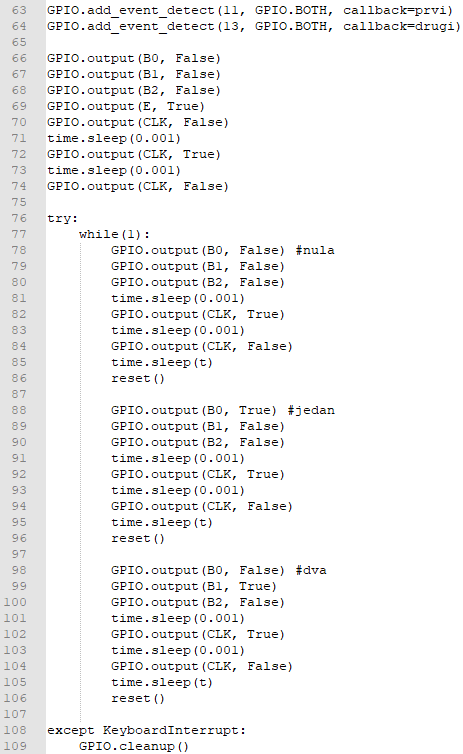 63 GPIO.add_event_detect(11, GPIO.BOTH, callback=prvi)
64 GPIO.add_event_detect(13, GPIO.BOTH, callback=drugi)
65
66 GPIO.output(B0, False)
67 GPIO.output(B1, False)
68 GPIO.output(B2, False)
69 GPIO.output(E, True)
70 GPIO.output(CLK, False)
71 time.sleep(0.001)
72 GPIO.output(CLK, True)
73 time.sleep(0.001)
74 GPIO.output(CLK, False)
75
76 try:
77     while(1):
78         GPIO.output(B0, False) #nula
79         GPIO.output(B1, False)
80         GPIO.output(B2, False)
81         time.sleep(0.001)
82         GPIO.output(CLK, True)
83         time.sleep(0.001)
84         GPIO.output(CLK, False)
85         time.sleep(t)
86         reset()
87
88         GPIO.output(B0, True) #jedan
89         GPIO.output(B1, False)
90         GPIO.output(B2, False)
91         time.sleep(0.001)
92         GPIO.output(CLK, True)
93         time.sleep(0.001)
94         GPIO.output(CLK, False)
95         time.sleep(t)
96         reset()
97
98         GPIO.output(B0, False) #dva
99         GPIO.output(B1, True)
100         GPIO.output(B2, False)
101         time.sleep(0.001)
102         GPIO.output(CLK, True)
103         time.sleep(0.001)
104         GPIO.output(CLK, False)
105         time.sleep(t)
106         reset()
107
108 except KeyboardInterrupt:
109     GPIO.cleanup()